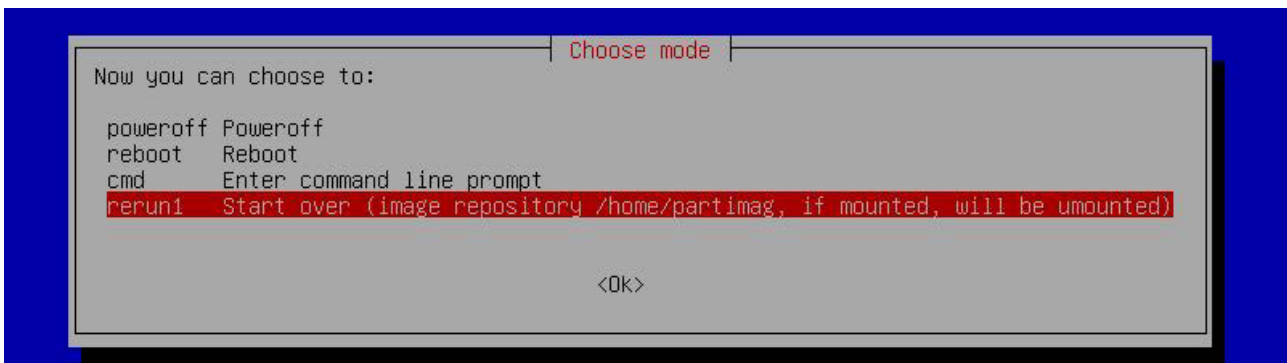 Choose mode
Now you can choose to:
poweroff Poweroff
reboot Reboot
cmd Enter command line prompt
rerun1 Start over (image repository /home/partimag, if mounted, will be umounted)
<Ok>